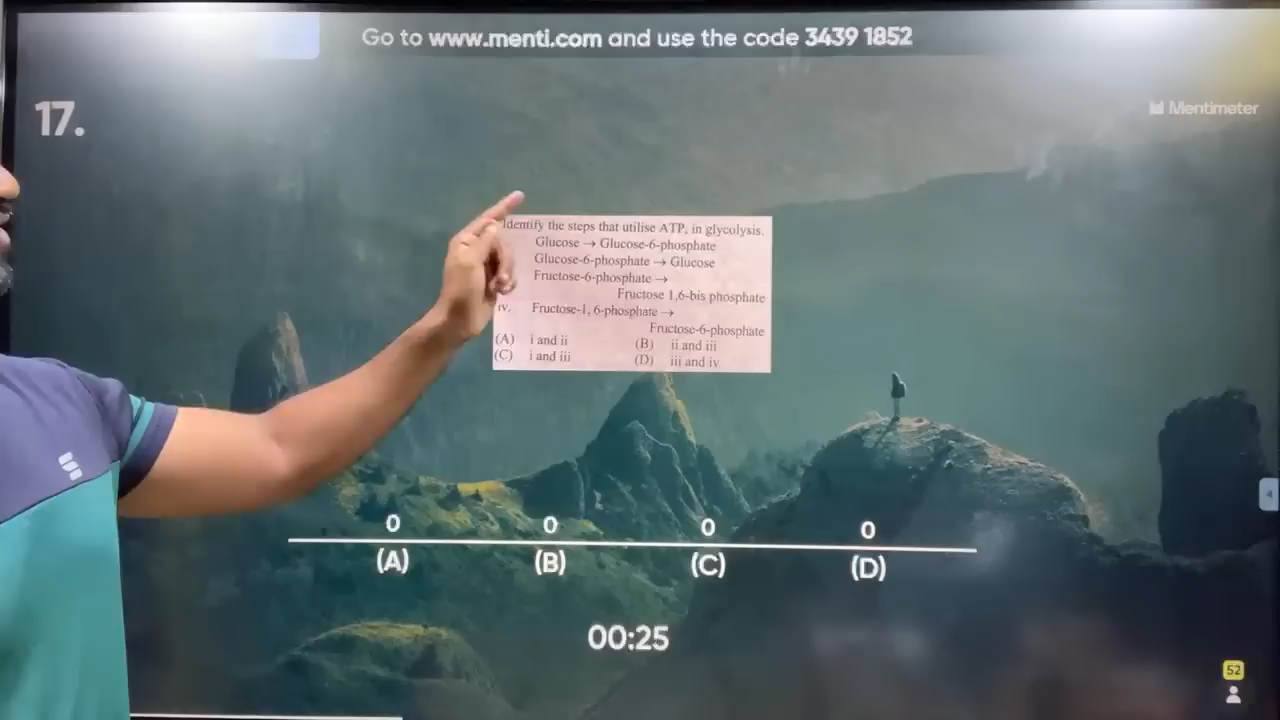 Go to www.menti.com and use the code 3439 1852
17.
Mentimeter
Identify the steps that utilise ATP, in glycolysis.
Glucose → Glucose-6-phosphate
Glucose-6-phosphate → Glucose
Fructose-6-phosphate →
Fructose 1,6-bis phosphate
iv. Fructose-1, 6-phosphate →
Fructose-6-phosphate
(A) i and ii (B) ii and iii
(C) i and iii (D) iii and iv
0 0 0 0
(A) (B) (C) (D)
00:25
52